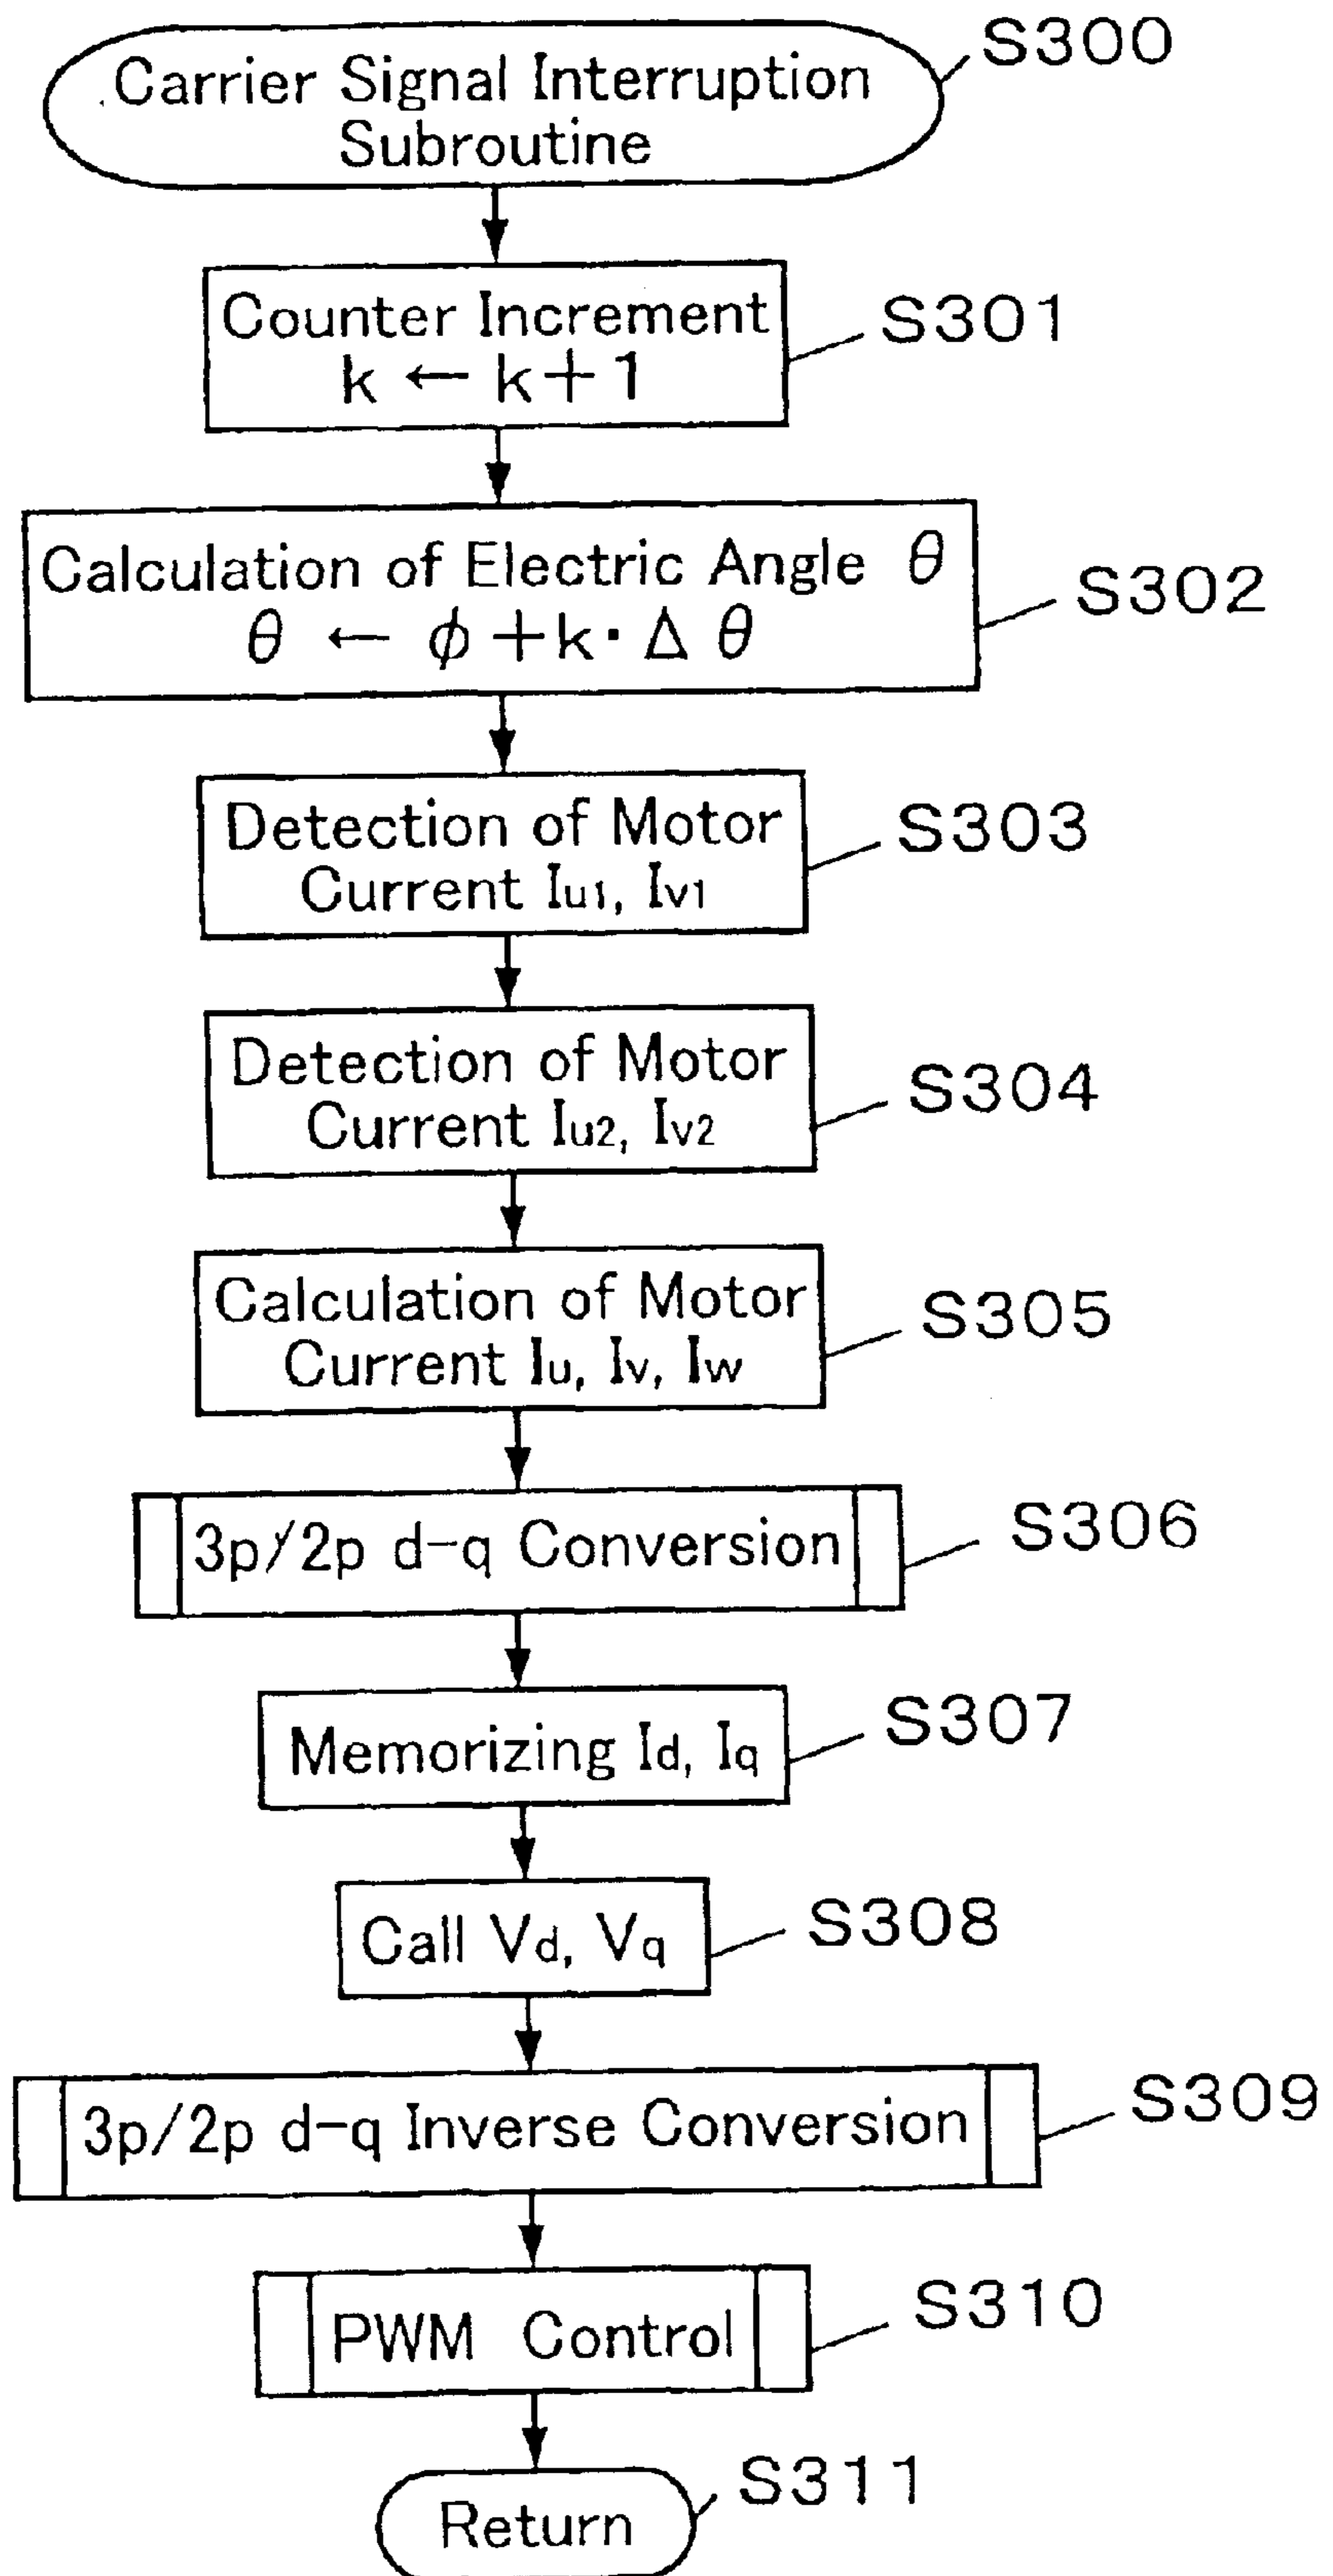 Carrier Signal Interruption
Subroutine
S300
Counter Increment
k ← k+1
S301
Calculation of Electric Angle θ
θ ← φ+k・Δθ
S302
Detection of Motor
Current Iu1, Iv1
S303
Detection of Motor
Current Iu2, Iv2
S304
Calculation of Motor
Current Iu, Iv, Iw
S305
3p/2p d-q Conversion
S306
Memorizing Id, Iq
S307
Call Vd, Vq
S308
3p/2p d-q Inverse Conversion
S309
PWM Control
S310
Return
S311